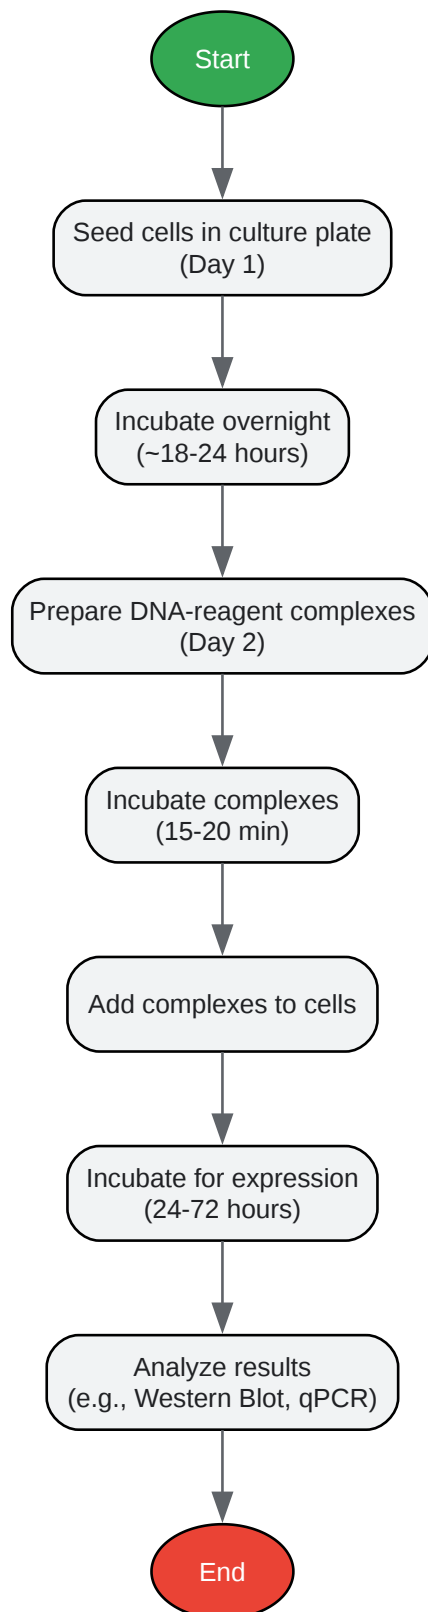 Start
Seed cells in culture plate
(Day 1)
Incubate overnight
(~18-24 hours)
Prepare DNA-reagent complexes
(Day 2)
Incubate complexes
(15-20 min)
Add complexes to cells
Incubate for expression
(24-72 hours)
Analyze results
(e.g., Western Blot, qPCR)
End